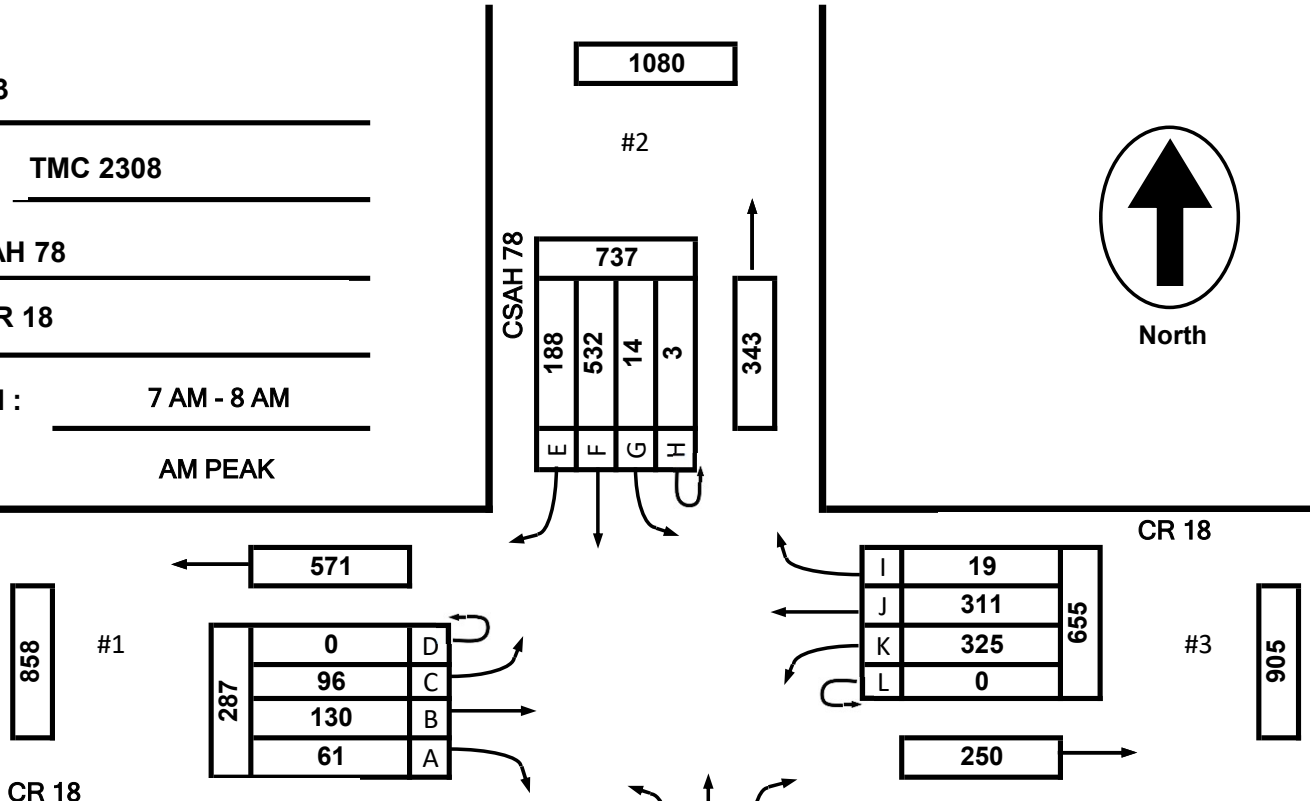 1080
#2
3
TMC 2308
AH 78
R 18
7 AM - 8 AM
AM PEAK
CSAH 78
737
188 532 14 3
E F G H
343
North
CR 18
571
858
#1
287
0 D
96 C
130 B
61 A
CR 18
I 19
J 311
K 325
L 0
655
#3
905
250